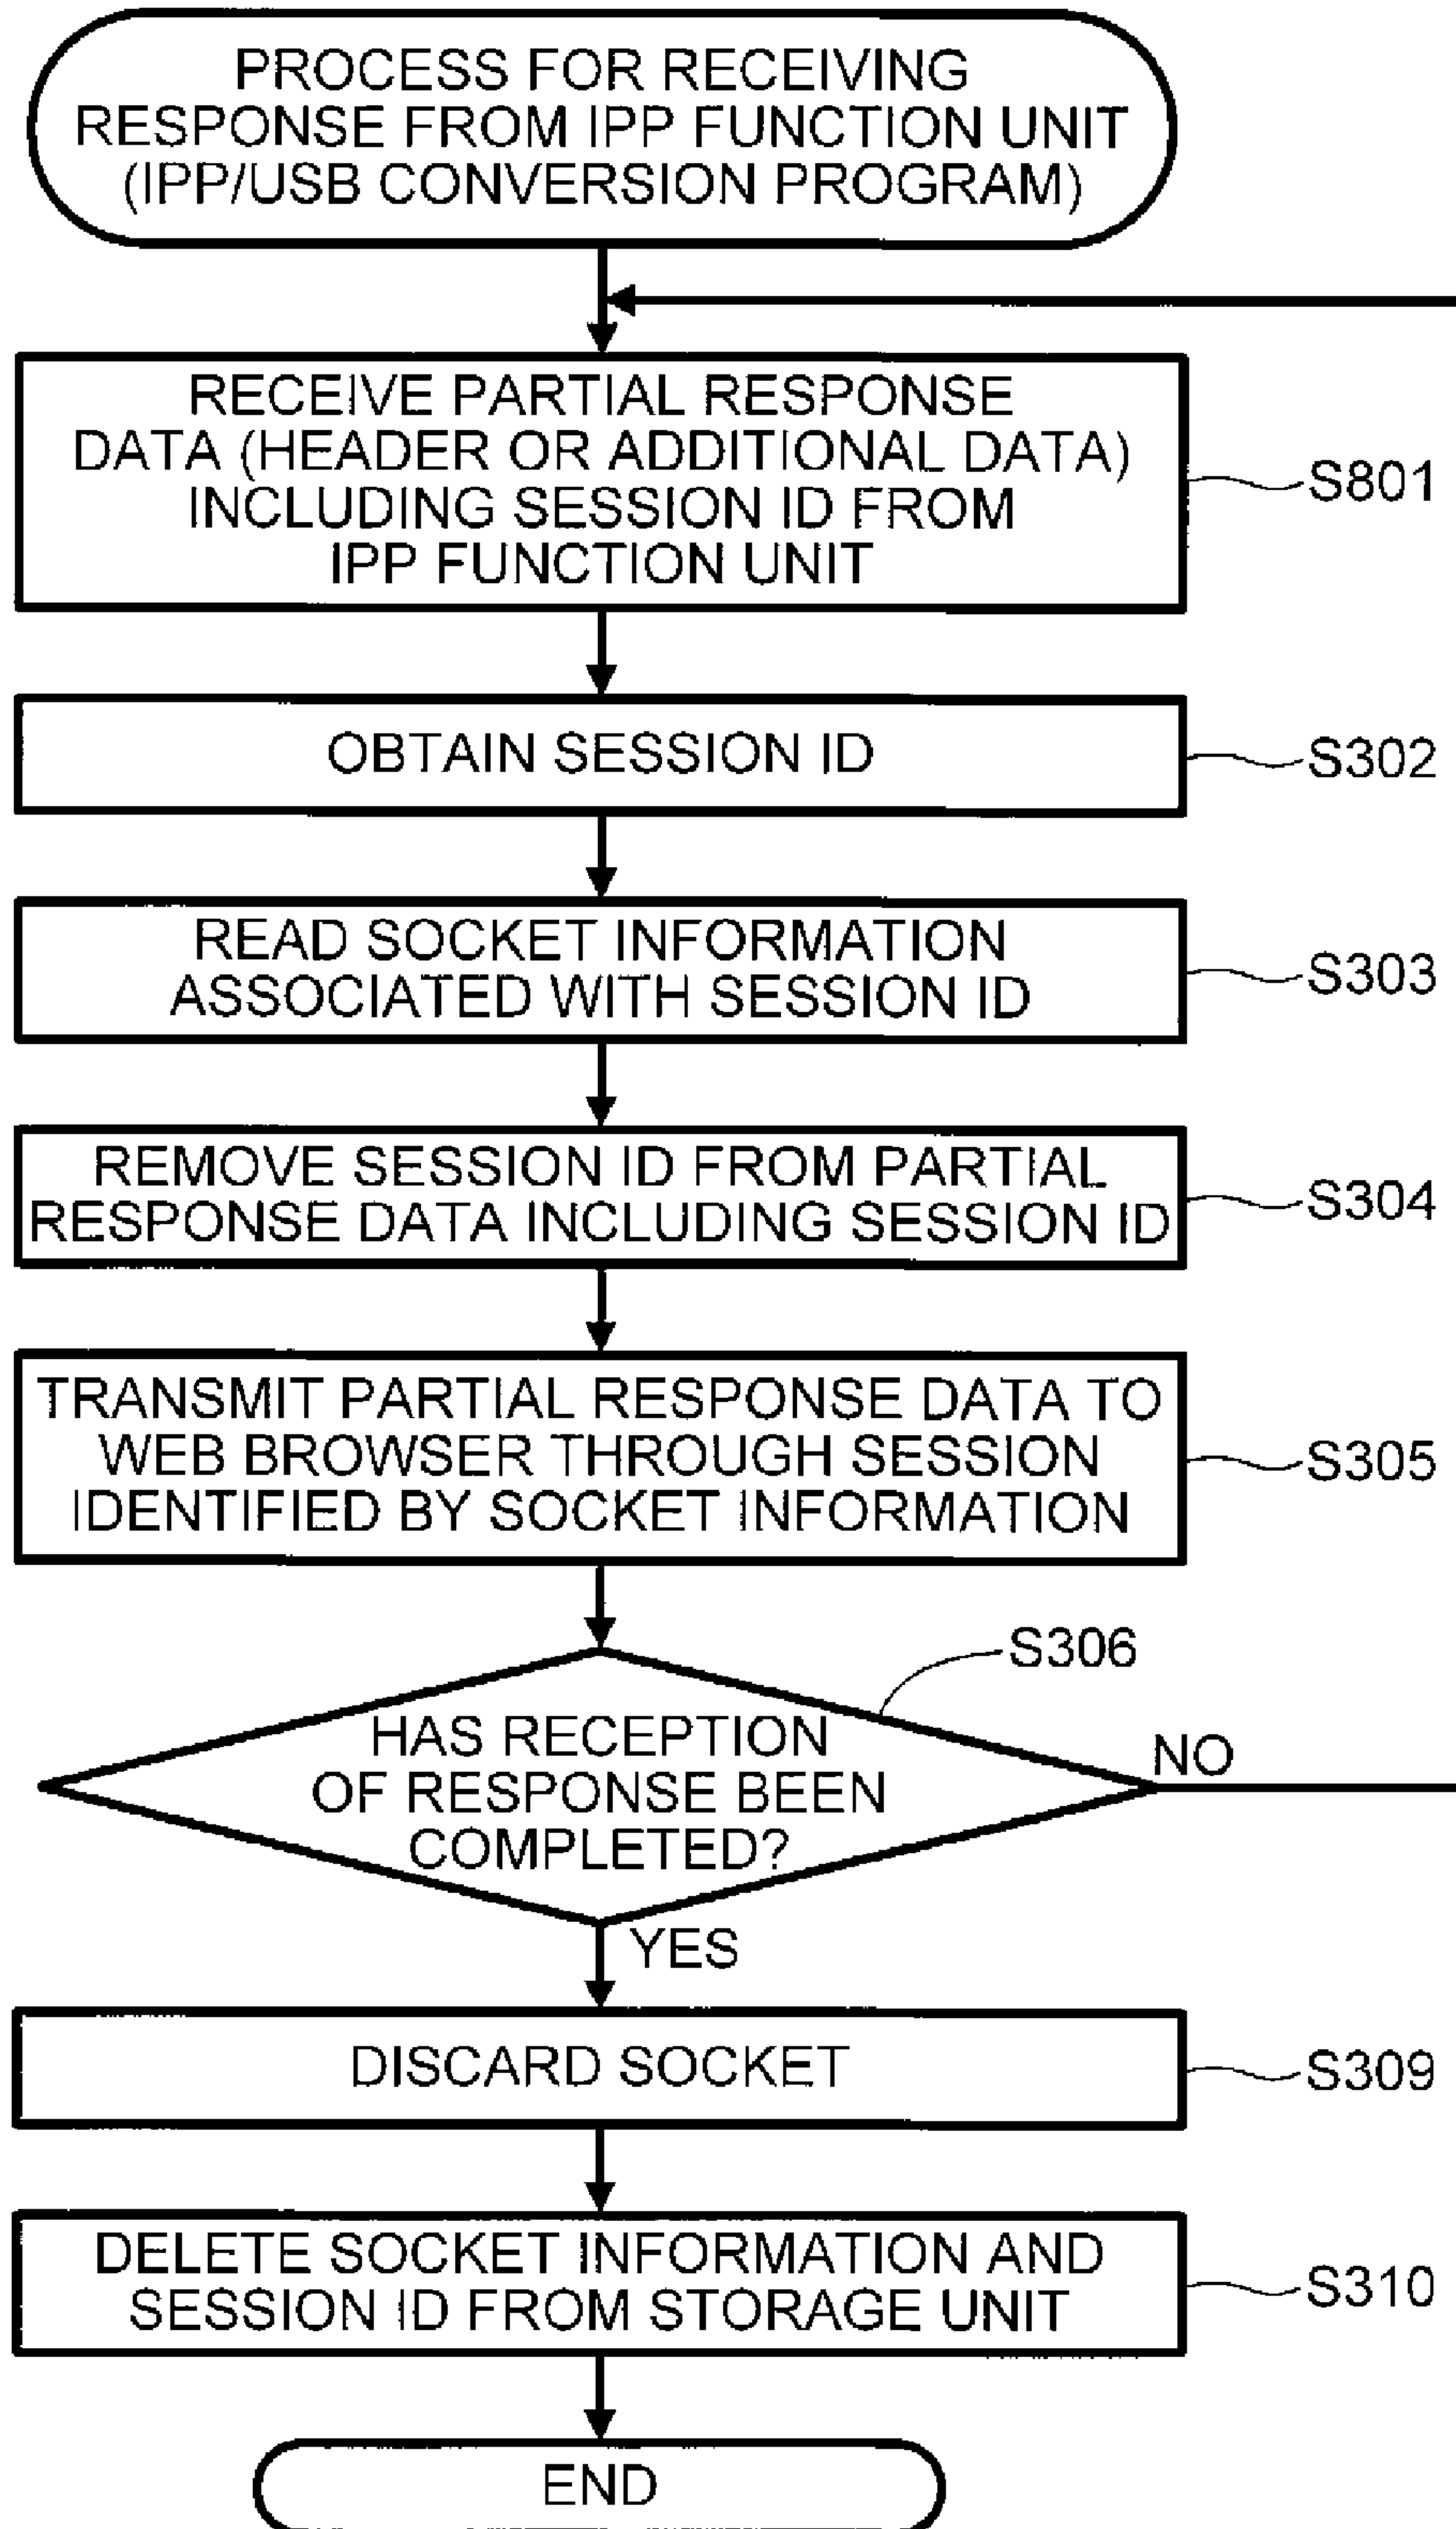 PROCESS FOR RECEIVING
RESPONSE FROM IPP FUNCTION UNIT
(IPP/USB CONVERSION PROGRAM)
RECEIVE PARTIAL RESPONSE
DATA (HEADER OR ADDITIONAL DATA)
INCLUDING SESSION ID FROM
IPP FUNCTION UNIT
S801
OBTAIN SESSION ID
S302
READ SOCKET INFORMATION
ASSOCIATED WITH SESSION ID
S303
REMOVE SESSION ID FROM PARTIAL
RESPONSE DATA INCLUDING SESSION ID
S304
TRANSMIT PARTIAL RESPONSE DATA TO
WEB BROWSER THROUGH SESSION
IDENTIFIED BY SOCKET INFORMATION
S305
S306
HAS RECEPTION
OF RESPONSE BEEN
COMPLETED?
NO
YES
DISCARD SOCKET
S309
DELETE SOCKET INFORMATION AND
SESSION ID FROM STORAGE UNIT
S310
END